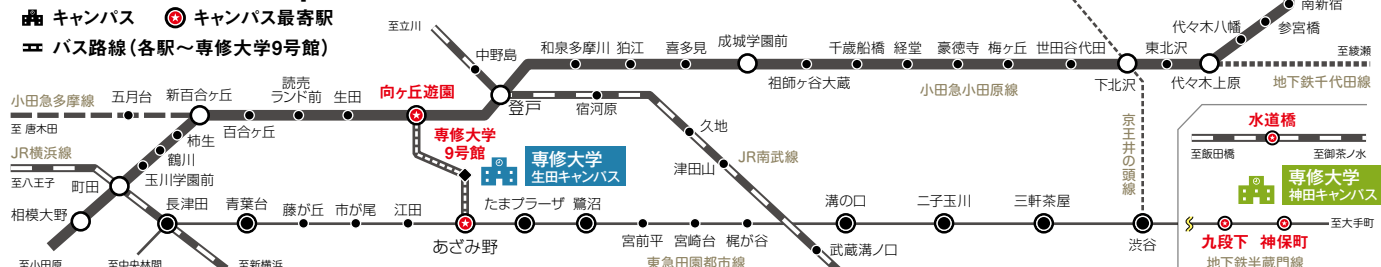 キャンパス
キャンパス最寄駅
バス路線（各駅～専修大学9号館）
至立川
中野島
和泉多摩川
狛江
喜多見
成城学園前
祖師ヶ谷大蔵
千歳船橋
経堂
豪徳寺
梅ヶ丘
世田谷代田
下北沢
東北沢
代々木上原
代々木八幡
参宮橋
南新宿
至綾瀬
地下鉄千代田線
小田急小田原線
小田急多摩線
至 唐木田
五月台
新百合ヶ丘
百合ヶ丘
読売
ランド前
生田
向ヶ丘遊園
登戸
宿河原
久地
津田山
JR南武線
武蔵溝ノ口
柿生
鶴川
玉川学園前
町田
相模大野
至小田原
JR横浜線
至八王子
至中央林間
至新横浜
専修大学
9号館
専修大学
生田キャンパス
長津田
青葉台
藤が丘
市が尾
江田
あざみ野
たまプラーザ
鷺沼
宮前平
宮崎台
梶が谷
溝の口
二子玉川
三軒茶屋
渋谷
東急田園都市線
京王井の頭線
水道橋
至飯田橋
至御茶ノ水
専修大学
神田キャンパス
九段下
神保町
至大手町
地下鉄半蔵門線